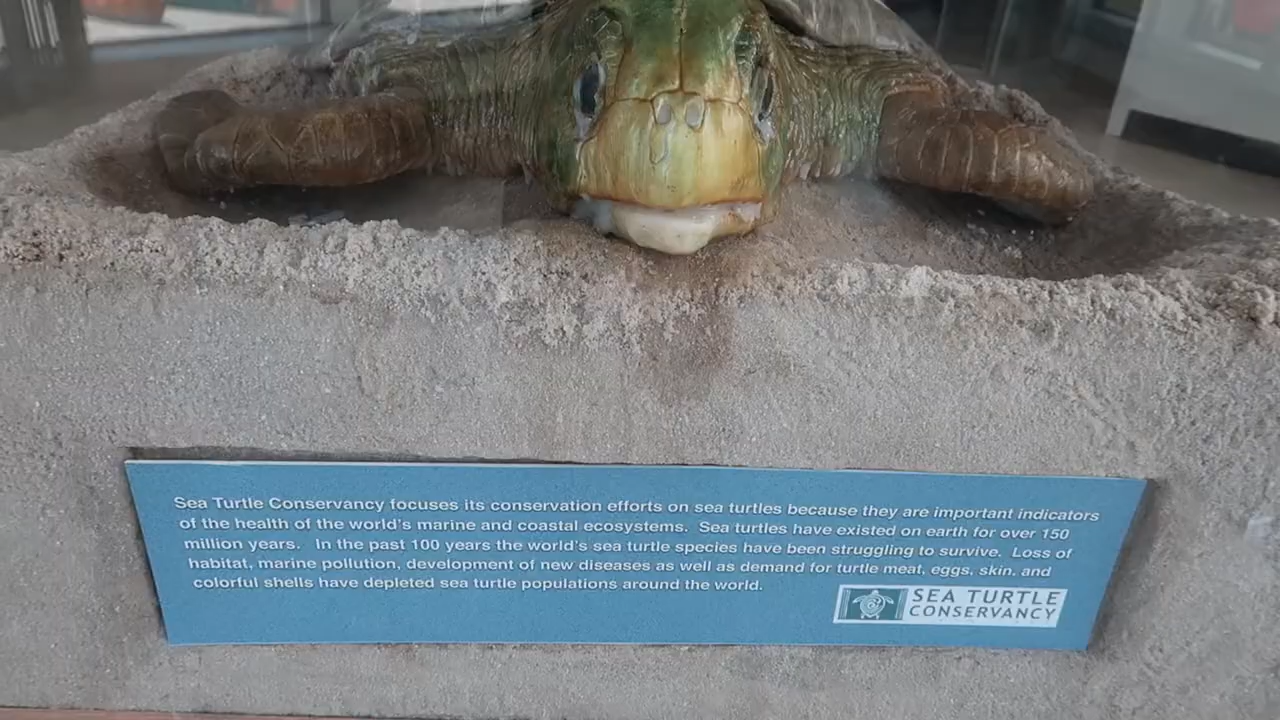 Sea Turtle Conservancy focuses its conservation efforts on sea turtles because they are important indicators
of the health of the world's marine and coastal ecosystems. Sea turtles have existed on earth for over 150
million years. In the past 100 years the world's sea turtle species have been struggling to survive. Loss of
habitat, marine pollution, development of new diseases as well as demand for turtle meat, eggs, skin, and
colorful shells have depleted sea turtle populations around the world.
SEA TURTLE
CONSERVANCY